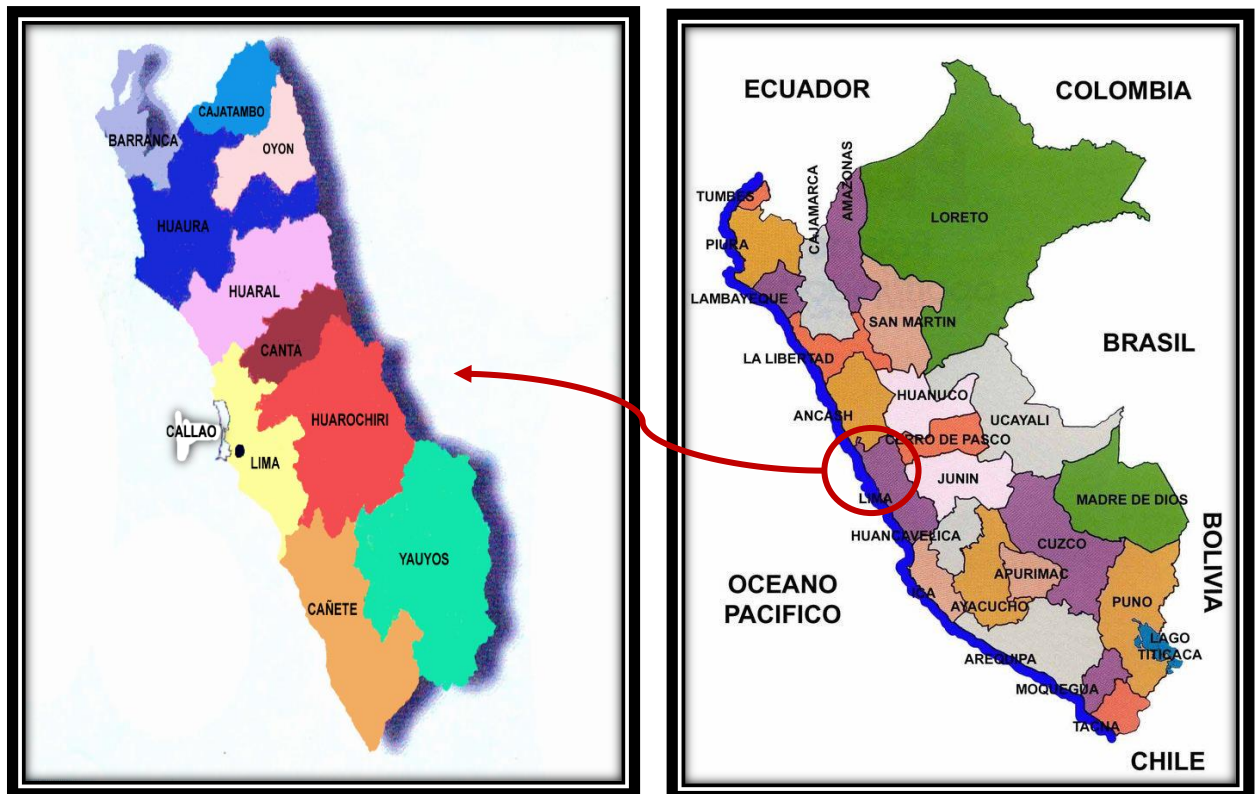 CAJATAMBO
BARRANCA
OYON
HUAURA
HUARAL
CANTA
HUAROCHIRI
CALLAO
LIMA
YAUYOS
CAÑETE
ECUADOR
COLOMBIA
TUMBES
CAJAMARCA
AMAZONAS
LORETO
PIURA
LAMBAYEQUE
SAN MARTIN
LA LIBERTAD
BRASIL
HUANUCO
ANCASH
UCAYALI
CERRO DE PASCO
JUNIN
LIMA
MADRE DE DIOS
HUANCAVELICA
CUZCO
BOLIVIA
APURIMAC
OCEANO
PACIFICO
ICA
AYACUCHO
PUNO
LAGO
TITICACA
AREQUIPA
MOQUEGUA
TACNA
CHILE